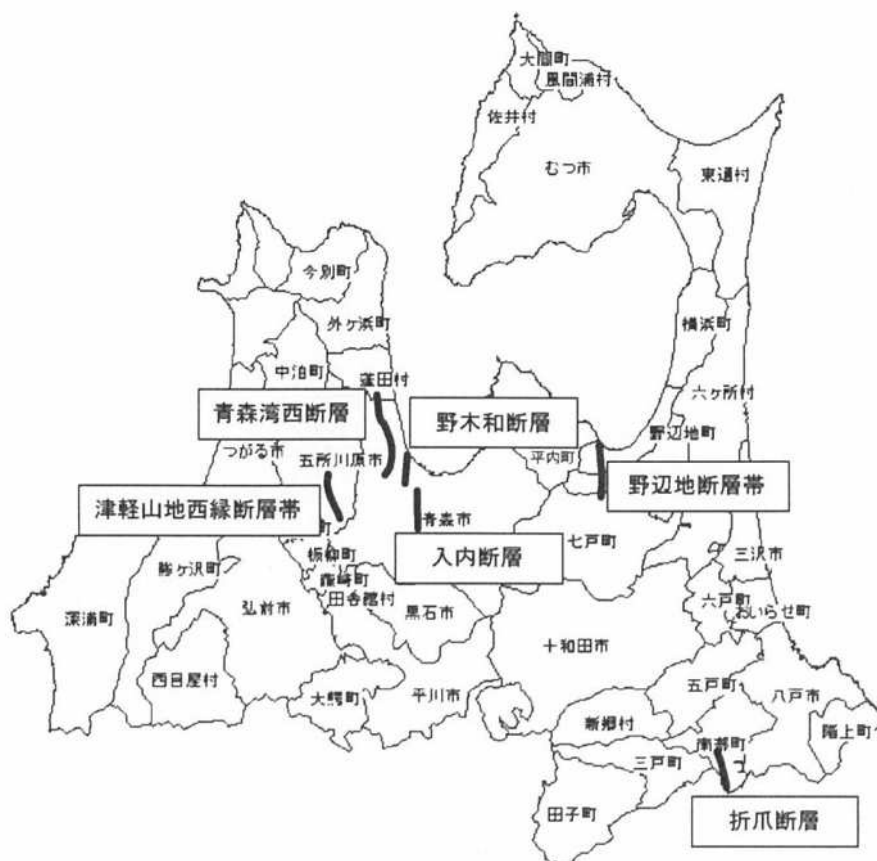 大間町
風間浦村
佐井村
むつ市
東通村
今別町
外ヶ浜町
横浜町
中泊町
蓬田村
六ヶ所村
青森湾西断層
野木和断層
野辺地町
つがる市
五所川原市
平内町
野辺地断層帯
津軽山地西縁断層帯
青森市
町
七戸町
板柳町
入内断層
三沢市
鰺ヶ沢町
藤崎町
田舎館村
六戸町
おいらせ町
深浦町
弘前市
黒石市
十和田市
西目屋村
五戸町
八戸市
大鰐町
平川市
新郷村
南部町
階上町
三戸町
田子町
折爪断層